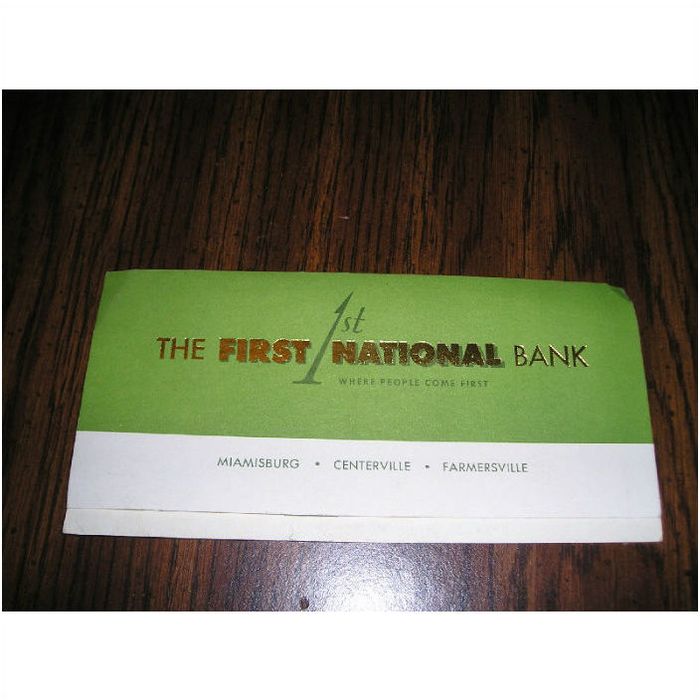 1st
THE FIRST NATIONAL BANK
WHERE PEOPLE COME FIRST
MIAMISBURG • CENTERVILLE • FARMERSVILLE